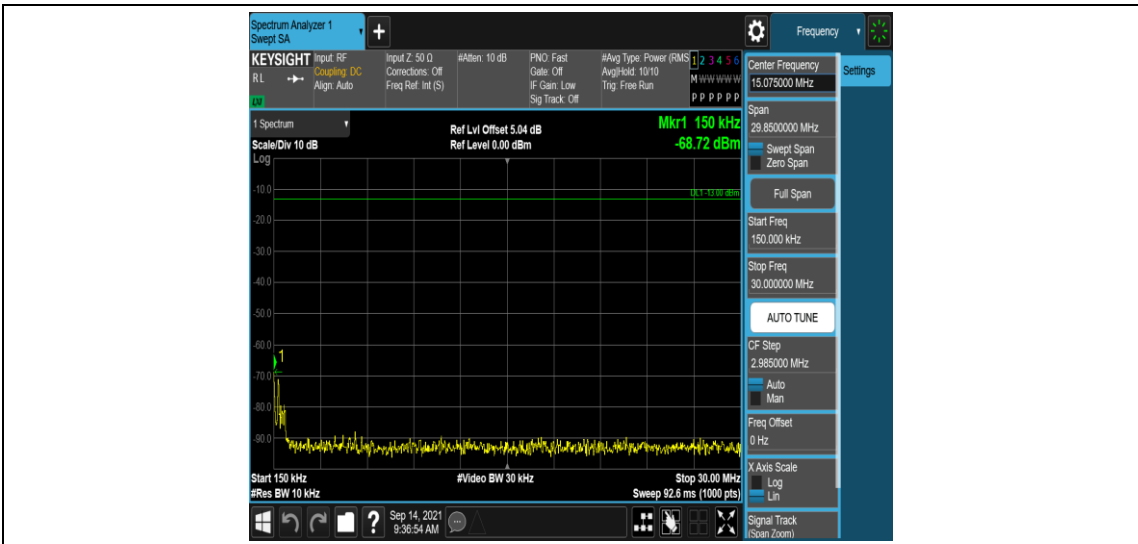 Spectrum Analyzer 1
Swept SA
+
Frequency
KEYSIGHT
RL
LXI
Input: RF
Coupling: DC
Align: Auto
Input Z: 50 Ω
Corrections: Off
Freq Ref: Int (S)
#Atten: 10 dB
PNO: Fast
Gate: Off
IF Gain: Low
Sig Track: Off
#Avg Type: Power (RMS
Avg|Hold: 10/10
Trig: Free Run
1 2 3 4 5 6
M W W W W W
P P P P P P
1 Spectrum
Scale/Div 10 dB
Log
Ref Lvl Offset 5.04 dB
Ref Level 0.00 dBm
Mkr1 150 kHz
-68.72 dBm
DL1 -13.00 dBm
-10.0
-20.0
-30.0
-40.0
-50.0
-60.0
1
-70.0
-80.0
-90.0
Start 150 kHz
#Res BW 10 kHz
#Video BW 30 kHz
Stop 30.00 MHz
Sweep 92.6 ms (1000 pts)
?
Sep 14, 2021
9:36:54 AM
Center Frequency
15.075000 MHz
Settings
Span
29.8500000 MHz
Swept Span
Zero Span
Full Span
Start Freq
150.000 kHz
Stop Freq
30.000000 MHz
AUTO TUNE
CF Step
2.985000 MHz
Auto
Man
Freq Offset
0 Hz
X Axis Scale
Log
Lin
Signal Track
(Span Zoom)